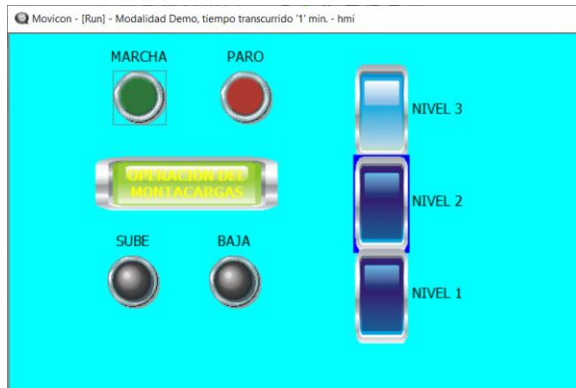 Movicon - [Run] - Modalidad Demo, tiempo transcurrido '1' min. - hmi
MARCHA
PARO
NIVEL 3
OPERACIÓN DEL
MONTACARGAS
NIVEL 2
SUBE
BAJA
NIVEL 1